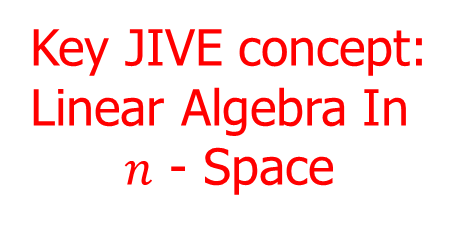 Key JIVE concept:
Linear Algebra In
n - Space